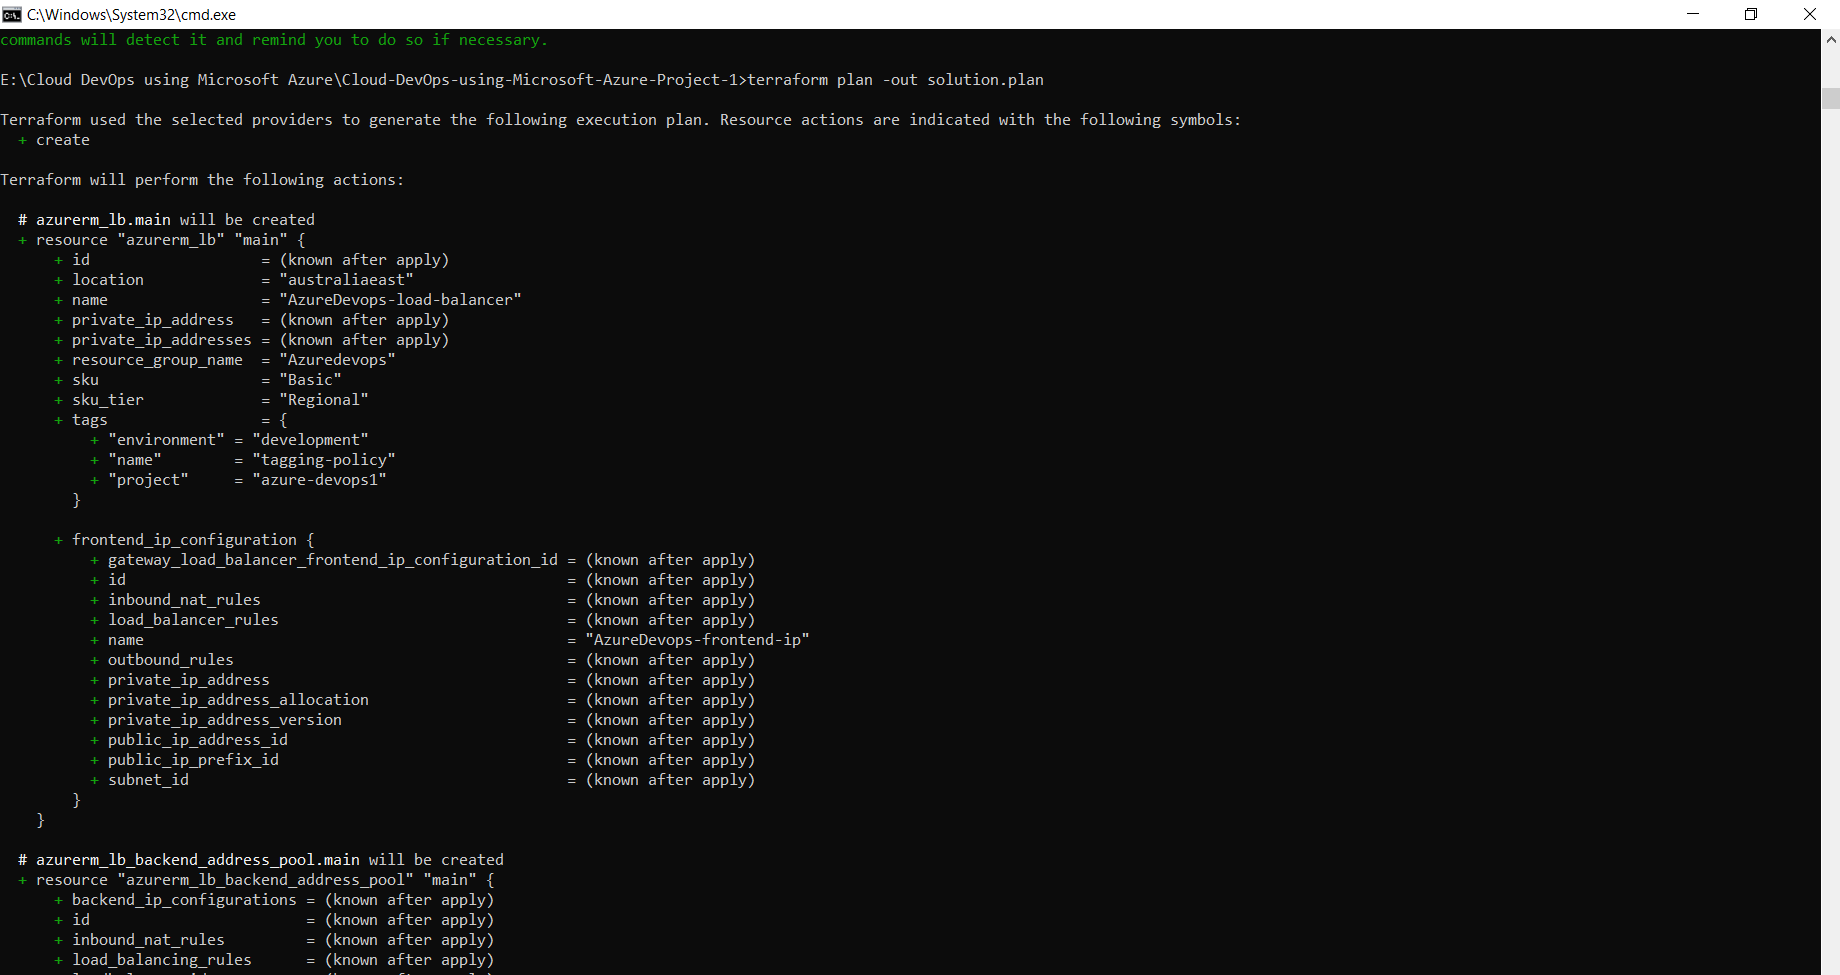 C:\Windows\System32\cmd.exe
commands will detect it and remind you to do so if necessary.
E:\Cloud DevOps using Microsoft Azure\Cloud-DevOps-using-Microsoft-Azure-Project-1>terraform plan -out solution.plan
Terraform used the selected providers to generate the following execution plan. Resource actions are indicated with the following symbols:
  + create
Terraform will perform the following actions:
  # azurerm_lb.main will be created
  + resource "azurerm_lb" "main" {
      + id                   = (known after apply)
      + location             = "australiaeast"
      + name                 = "AzureDevops-load-balancer"
      + private_ip_address   = (known after apply)
      + private_ip_addresses = (known after apply)
      + resource_group_name  = "Azuredevops"
      + sku                  = "Basic"
      + sku_tier             = "Regional"
      + tags                 = {
          + "environment" = "development"
          + "name"        = "tagging-policy"
          + "project"     = "azure-devops1"
        }
      + frontend_ip_configuration {
          + gateway_load_balancer_frontend_ip_configuration_id = (known after apply)
          + id                                                 = (known after apply)
          + inbound_nat_rules                                  = (known after apply)
          + load_balancer_rules                                = (known after apply)
          + name                                               = "AzureDevops-frontend-ip"
          + outbound_rules                                     = (known after apply)
          + private_ip_address                                 = (known after apply)
          + private_ip_address_allocation                      = (known after apply)
          + private_ip_address_version                         = (known after apply)
          + public_ip_address_id                               = (known after apply)
          + public_ip_prefix_id                                = (known after apply)
          + subnet_id                                          = (known after apply)
        }
    }
  # azurerm_lb_backend_address_pool.main will be created
  + resource "azurerm_lb_backend_address_pool" "main" {
      + backend_ip_configurations = (known after apply)
      + id                        = (known after apply)
      + inbound_nat_rules         = (known after apply)
      + load_balancing_rules      = (known after apply)